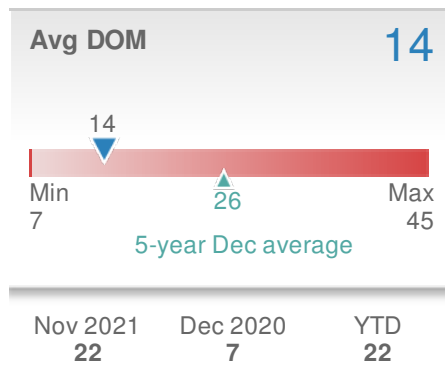 Avg DOM 14
14
Min 26 Max
7 45
5-year Dec average
Nov 2021 Dec 2020 YTD
22 7 22